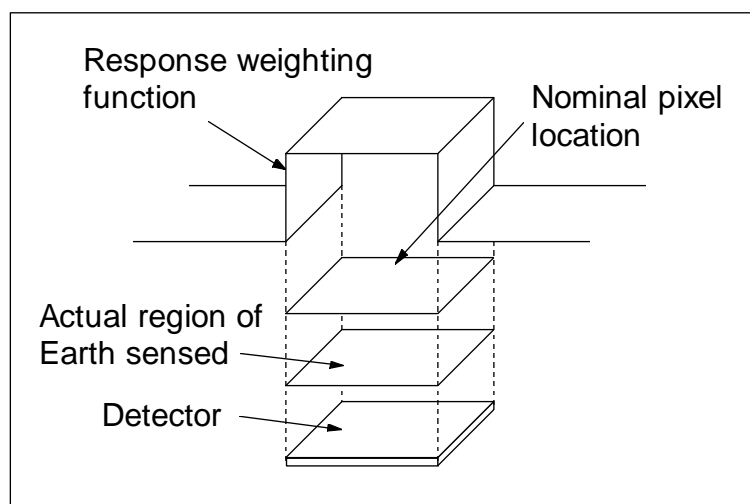 Response weighting
function
Nominal pixel
location
Actual region of
Earth sensed
Detector